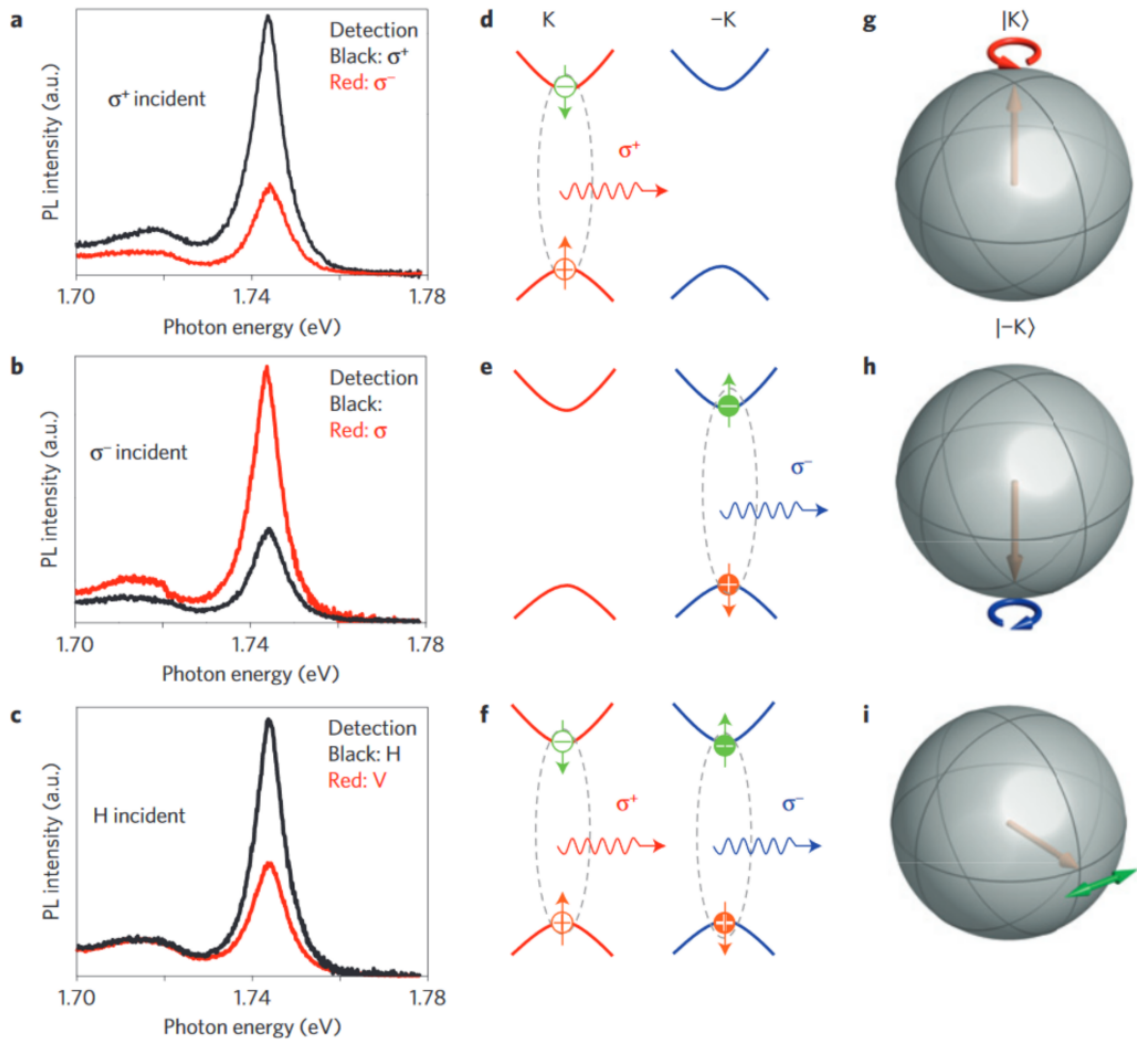 a
PL intensity (a.u.)
σ⁺ incident
Detection
Black: σ⁺
Red: σ⁻
1.70
1.74
1.78
Photon energy (eV)
d
K
−K
σ⁺
g
|K⟩
|−K⟩
b
PL intensity (a.u.)
σ⁻ incident
Detection
Black:
Red: σ
1.70
1.74
1.78
Photon energy (eV)
e
σ⁻
h
c
PL intensity (a.u.)
H incident
Detection
Black: H
Red: V
1.70
1.74
1.78
Photon energy (eV)
f
σ⁺
σ⁻
i